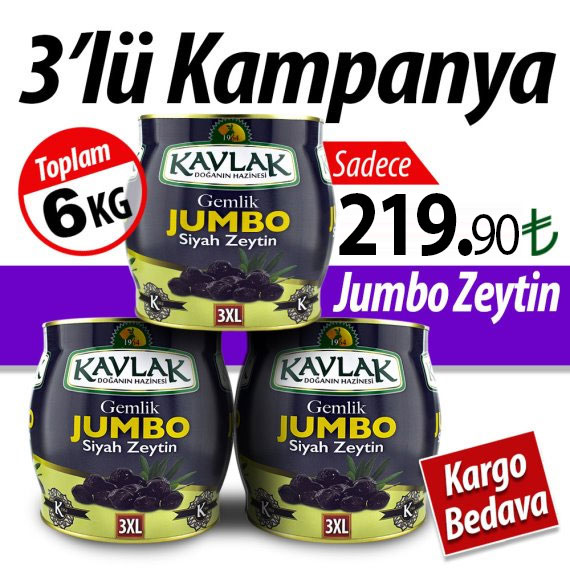 3'lü Kampanya
Toplam
6 KG
Sadece
219.90₺
Jumbo Zeytin
KAVLAK
DOĞANIN HAZİNESİ
Gemlik
JUMBO
Siyah Zeytin
K
3XL
KAVLAK
DOĞANIN HAZİNESİ
Gemlik
JUMBO
Siyah Zeytin
K
3XL
KAVLAK
DOĞANIN HAZİNESİ
Gemlik
JUMBO
Siyah Zeytin
K
3XL
Kargo
Bedava